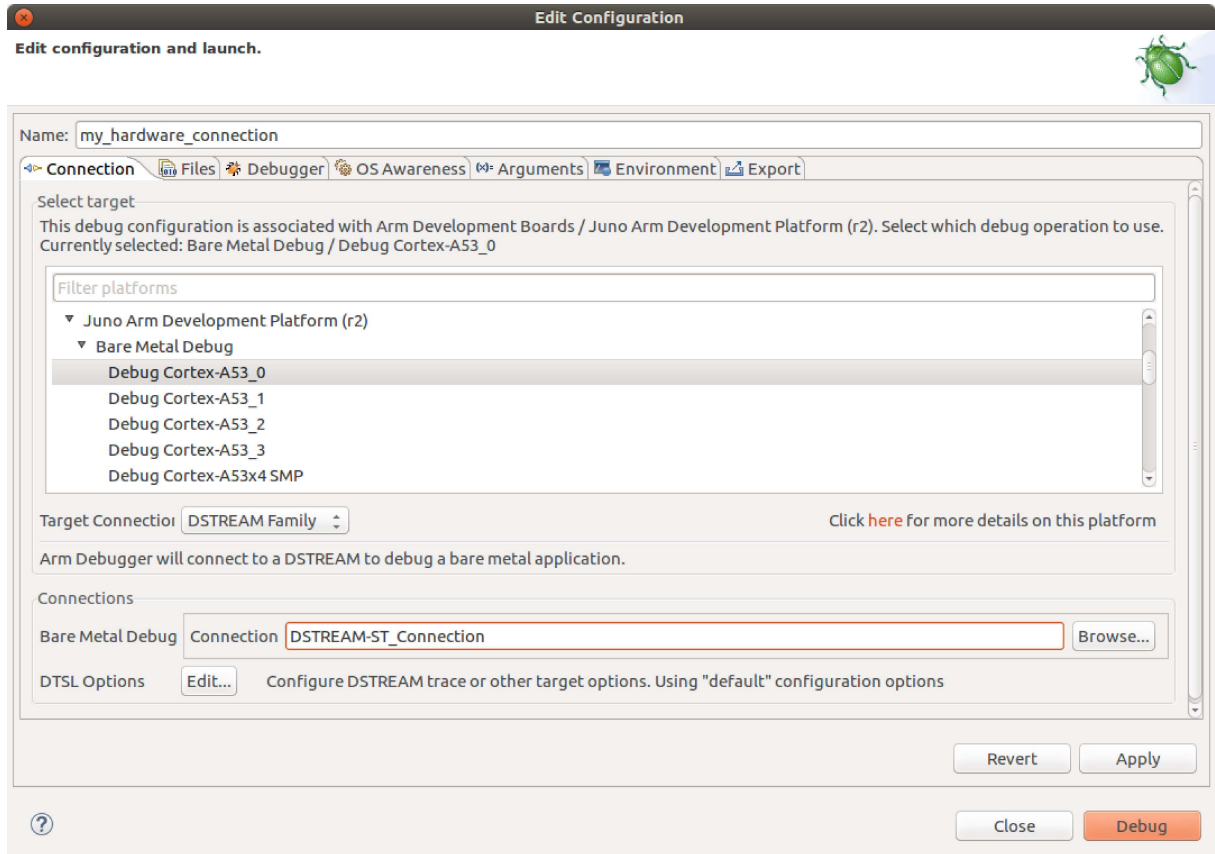 Edit Configuration
Edit configuration and launch.
Name: my_hardware_connection
Connection Files Debugger OS Awareness Arguments Environment Export
Select target
This debug configuration is associated with Arm Development Boards / Juno Arm Development Platform (r2). Select which debug operation to use.
Currently selected: Bare Metal Debug / Debug Cortex-A53_0
Filter platforms
Juno Arm Development Platform (r2)
Bare Metal Debug
Debug Cortex-A53_0
Debug Cortex-A53_1
Debug Cortex-A53_2
Debug Cortex-A53_3
Debug Cortex-A53x4 SMP
Target Connection DSTREAM Family Click here for more details on this platform
Arm Debugger will connect to a DSTREAM to debug a bare metal application.
Connections
Bare Metal Debug Connection DSTREAM-ST_Connection Browse...
DTSL Options Edit... Configure DSTREAM trace or other target options. Using "default" configuration options
Revert Apply
? Close Debug